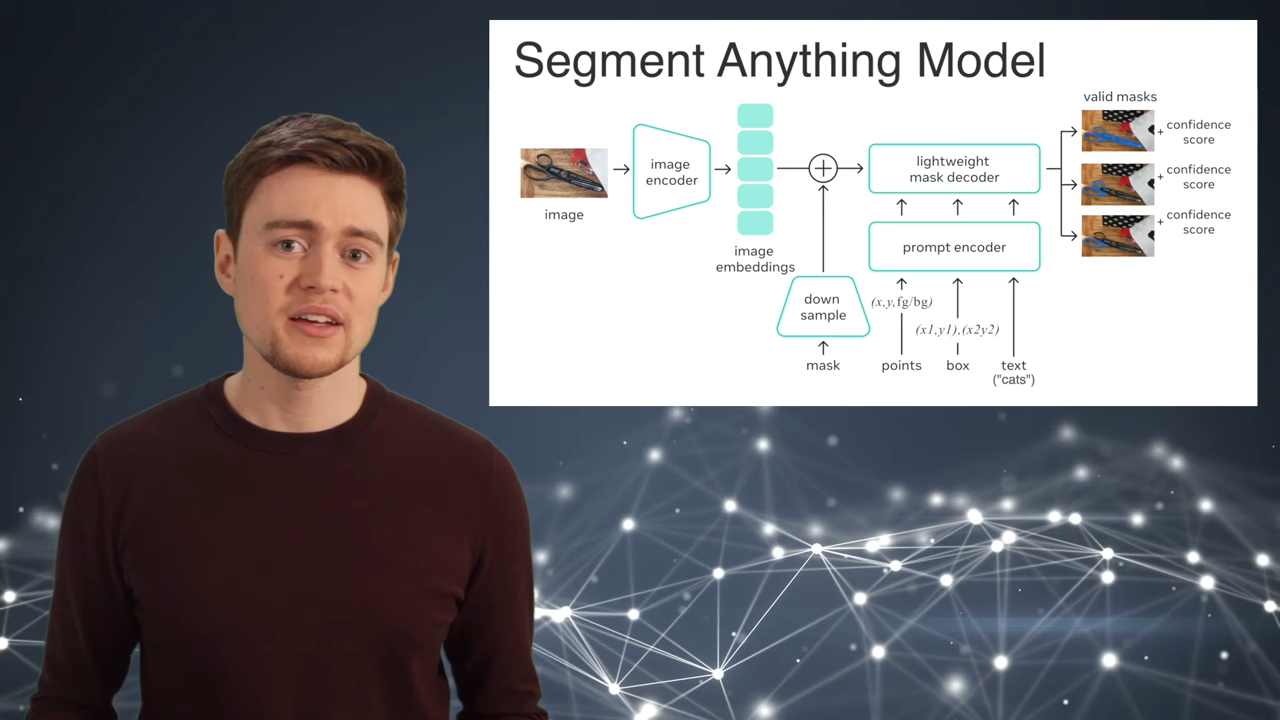 Segment Anything Model
valid masks
image
encoder
image
image
embeddings
lightweight
mask decoder
prompt encoder
down
sample
(x,y,fg/bg)
(x1,y1),(x2y2)
mask
points
box
text
("cats")
+ confidence
score
+ confidence
score
+ confidence
score